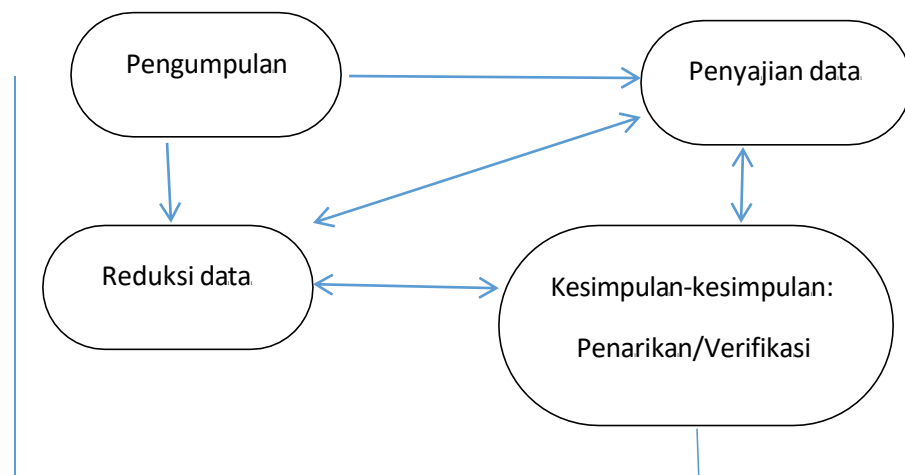 Pengumpulan
Penyajian data
Reduksi data
Kesimpulan-kesimpulan:
Penarikan/Verifikasi